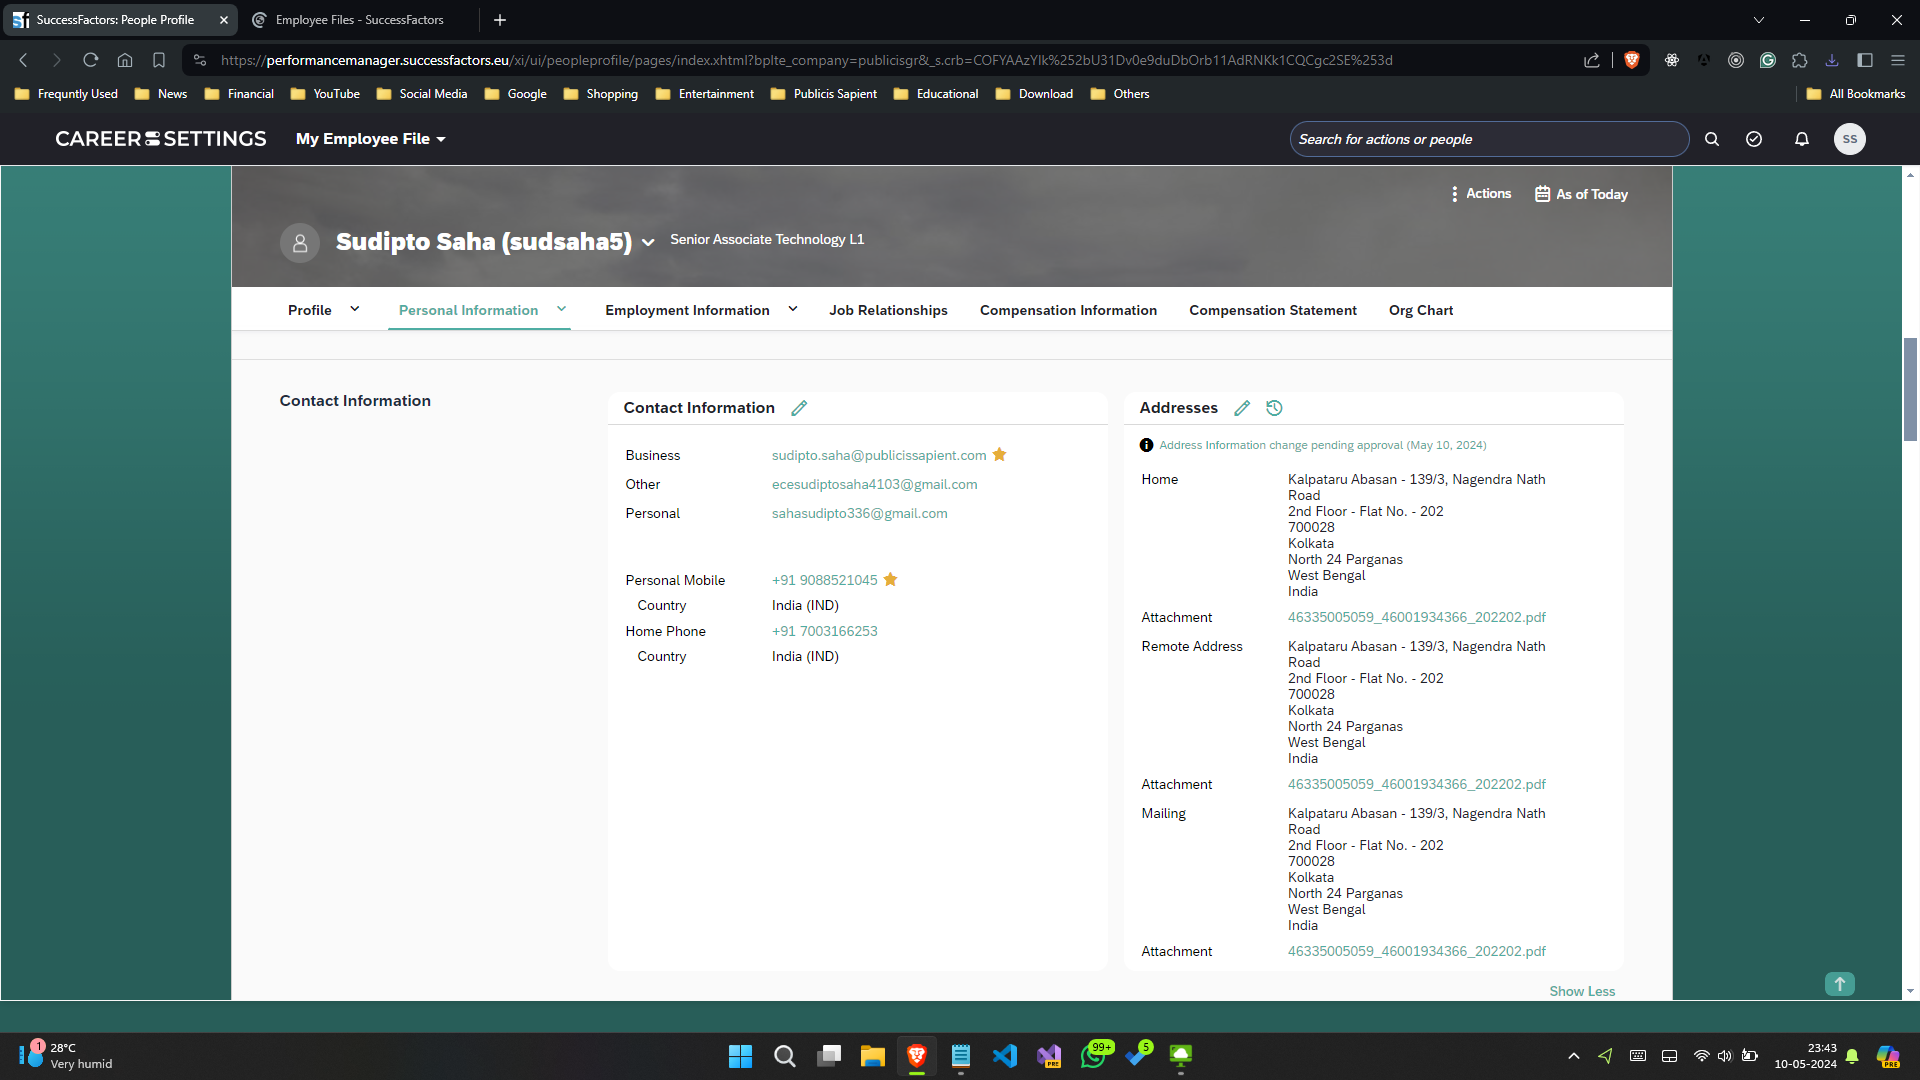 SuccessFactors: People Profile
Employee Files - SuccessFactors
https://performancemanager.successfactors.eu/xi/ui/peopleprofile/pages/index.xhtml?bplte_company=publicisgr&_s.crb=COFYAAzYIk%252bU31Dv0e9duDbOrb11AdRNKk1CQCgc2SE%253d
Frequntly Used
News
Financial
YouTube
Social Media
Google
Shopping
Entertainment
Publicis Sapient
Educational
Download
Others
All Bookmarks
CAREER SETTINGS
My Employee File
Search for actions or people
SS
Actions
As of Today
Sudipto Saha (sudsaha5)
Senior Associate Technology L1
Profile
Personal Information
Employment Information
Job Relationships
Compensation Information
Compensation Statement
Org Chart
Contact Information
Contact Information
Business sudipto.saha@publicissapient.com
Other ecesudiptosaha4103@gmail.com
Personal sahasudipto336@gmail.com
Personal Mobile +91 9088521045
Country India (IND)
Home Phone +91 7003166253
Country India (IND)
Addresses
Address Information change pending approval (May 10, 2024)
Home Kalpataru Abasan - 139/3, Nagendra Nath
Road
2nd Floor - Flat No. - 202
700028
Kolkata
North 24 Parganas
West Bengal
India
Attachment 46335005059_46001934366_202202.pdf
Remote Address Kalpataru Abasan - 139/3, Nagendra Nath
Road
2nd Floor - Flat No. - 202
700028
Kolkata
North 24 Parganas
West Bengal
India
Attachment 46335005059_46001934366_202202.pdf
Mailing Kalpataru Abasan - 139/3, Nagendra Nath
Road
2nd Floor - Flat No. - 202
700028
Kolkata
North 24 Parganas
West Bengal
India
Attachment 46335005059_46001934366_202202.pdf
Show Less
1
28°C
Very humid
PRE
99+
5
23:43
10-05-2024
PRE